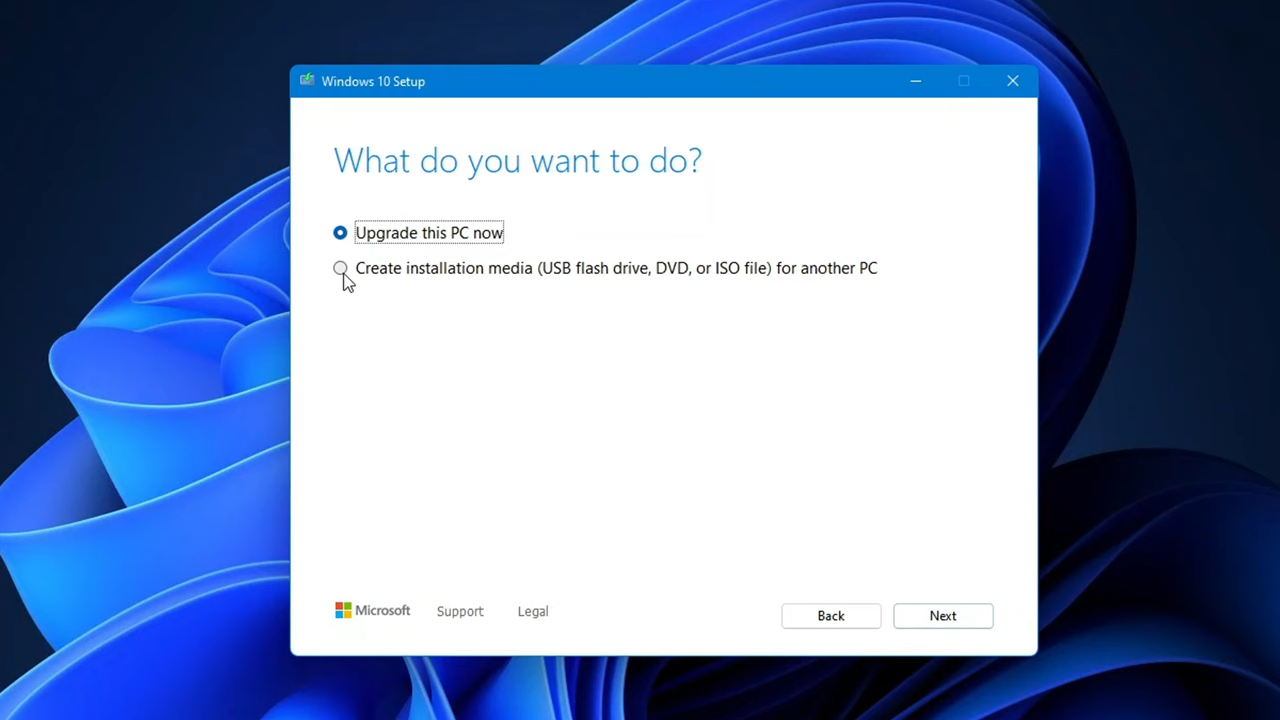 Windows 10 Setup
What do you want to do?
Upgrade this PC now
Create installation media (USB flash drive, DVD, or ISO file) for another PC
Microsoft Support Legal Back Next